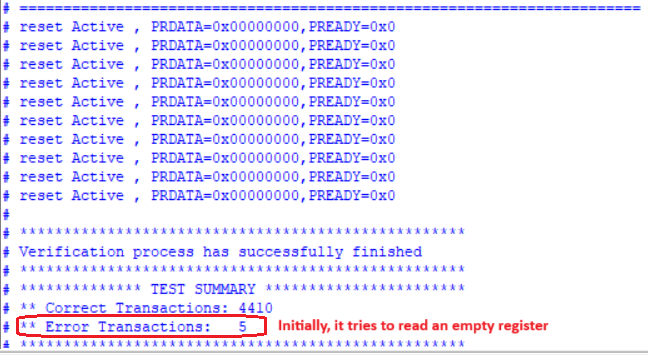 # =======================================================================
# reset Active , PRDATA=0x00000000,PREADY=0x0
# reset Active , PRDATA=0x00000000,PREADY=0x0
# reset Active , PRDATA=0x00000000,PREADY=0x0
# reset Active , PRDATA=0x00000000,PREADY=0x0
# reset Active , PRDATA=0x00000000,PREADY=0x0
# reset Active , PRDATA=0x00000000,PREADY=0x0
# reset Active , PRDATA=0x00000000,PREADY=0x0
# reset Active , PRDATA=0x00000000,PREADY=0x0
# reset Active , PRDATA=0x00000000,PREADY=0x0
# reset Active , PRDATA=0x00000000,PREADY=0x0
#
# ***************************************************
# Verification process has successfully finished
# ***************************************************
# ************** TEST SUMMARY ***********************
# ** Correct Transactions: 4410
# ** Error Transactions:   5 Initially, it tries to read an empty register
# ***************************************************